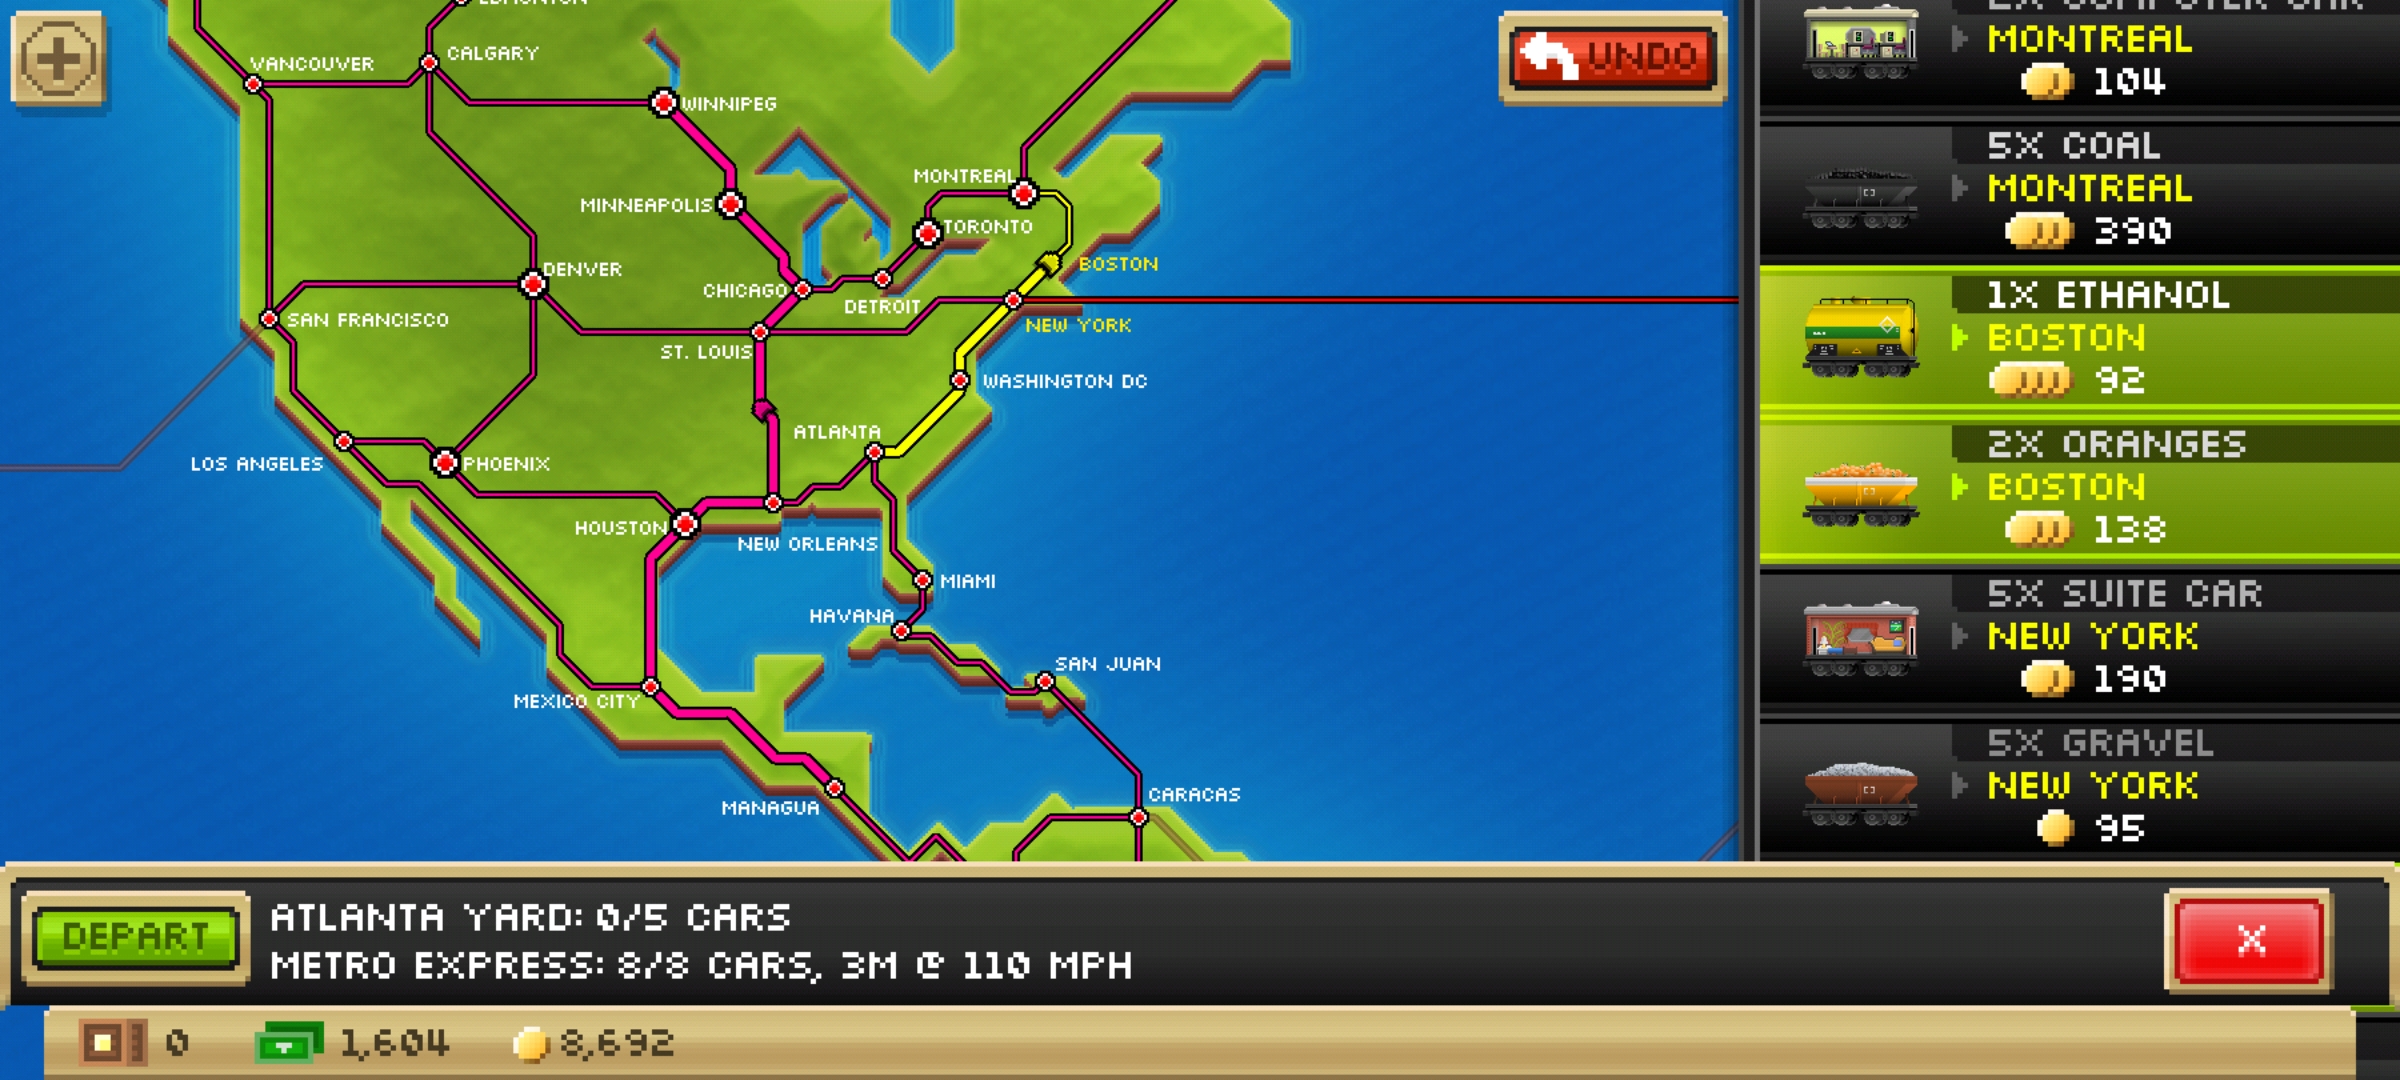 EDMONTON
VANCOUVER
CALGARY
WINNIPEG
MONTREAL
MINNEAPOLIS
TORONTO
DENVER
BOSTON
CHICAGO
DETROIT
SAN FRANCISCO
NEW YORK
ST. LOUIS
WASHINGTON DC
ATLANTA
LOS ANGELES
PHOENIX
HOUSTON
NEW ORLEANS
MIAMI
HAVANA
SAN JUAN
MEXICO CITY
MANAGUA
CARACAS
UNDO
2X COMPUTER CAR
MONTREAL
104
5X COAL
MONTREAL
390
1X ETHANOL
BOSTON
92
2X ORANGES
BOSTON
138
5X SUITE CAR
NEW YORK
190
5X GRAVEL
NEW YORK
95
DEPART
ATLANTA YARD: 0/5 CARS
METRO EXPRESS: 8/8 CARS, 3M @ 110 MPH
X
0
1,604
8,692